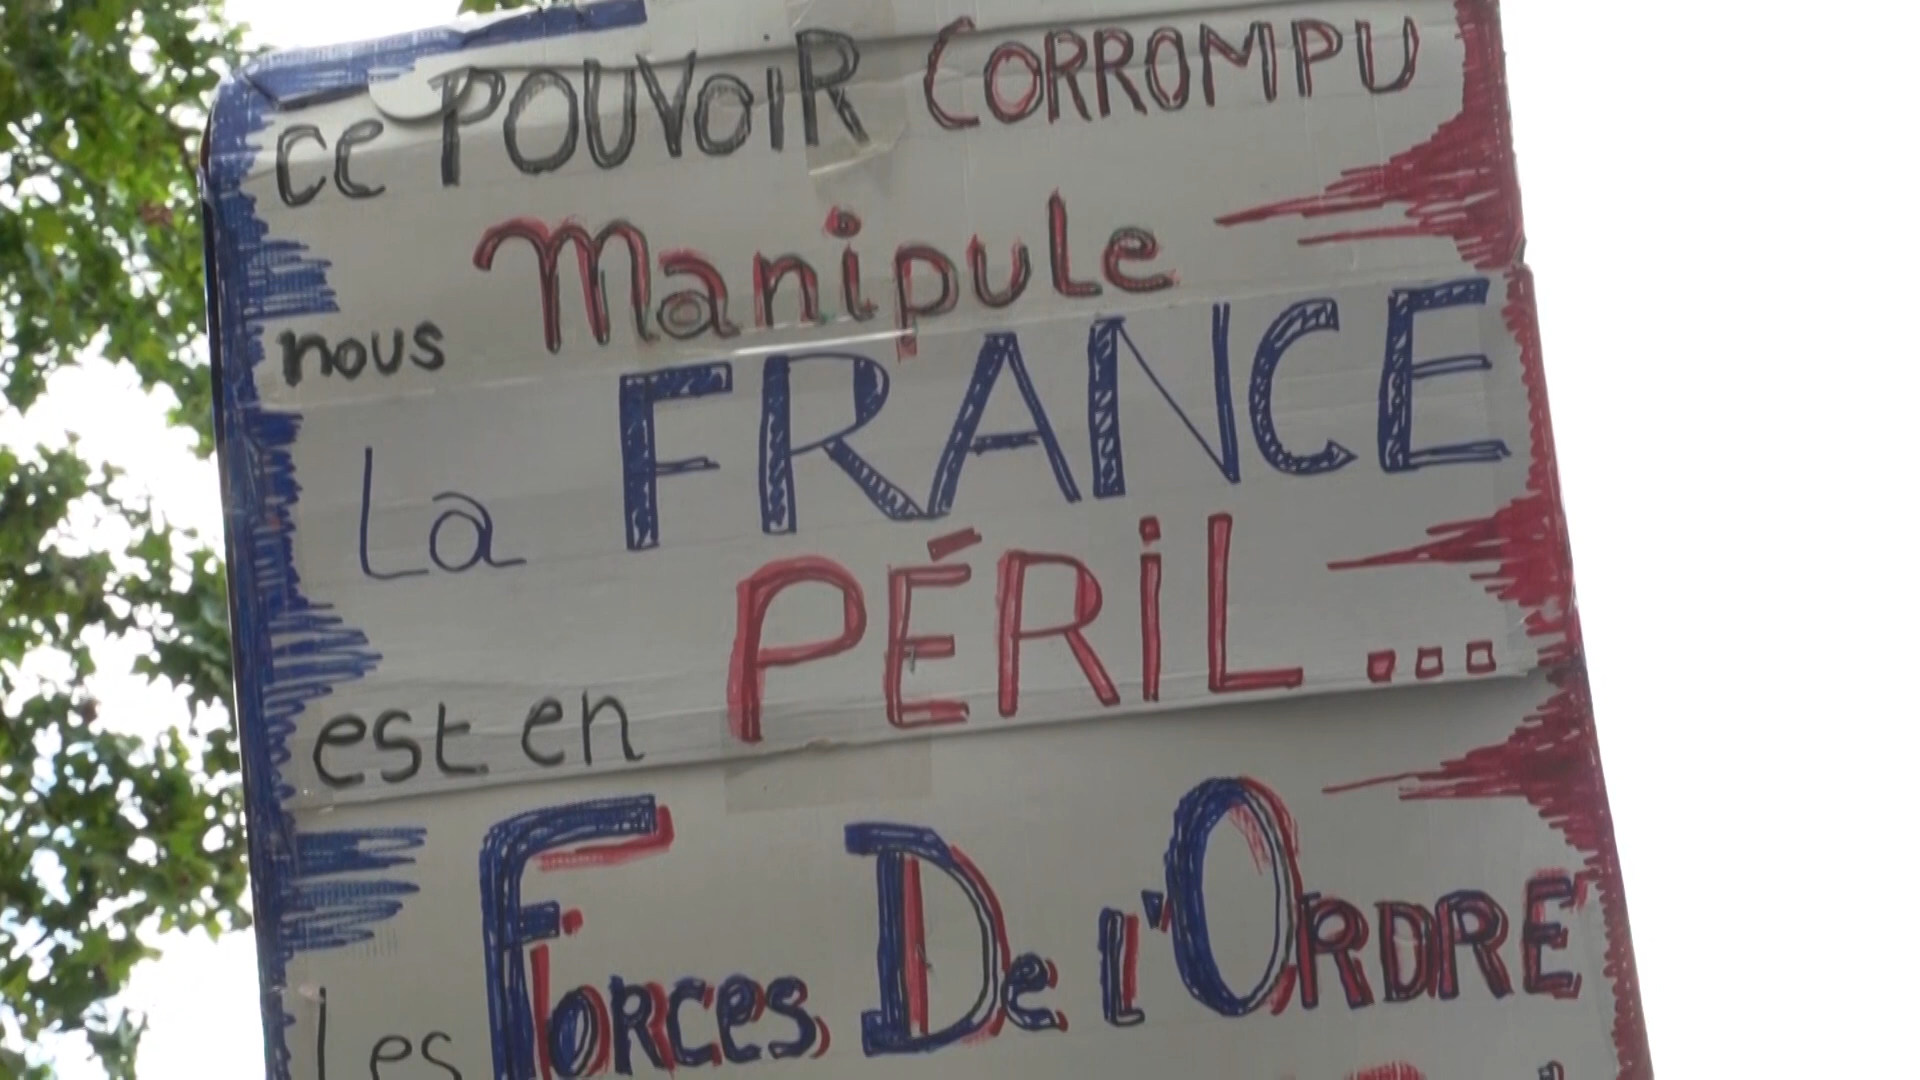 ce POUVOIR CORROMPU
nous Manipule
La FRANCE
est en PÉRIL...
Les FORCES De l'ORDRE